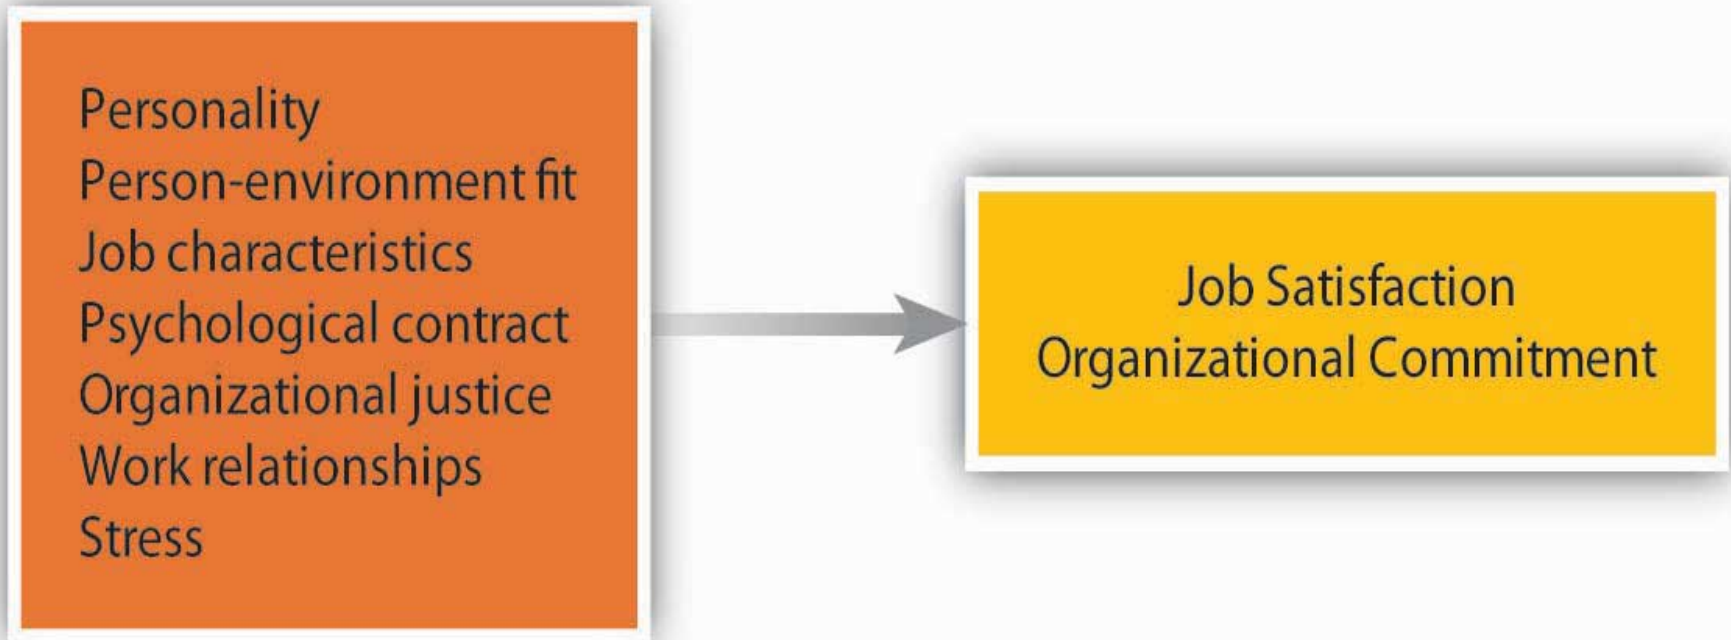 Personality
Person-environment fit
Job characteristics
Psychological contract
Organizational justice
Work relationships
Stress
Job Satisfaction
Organizational Commitment